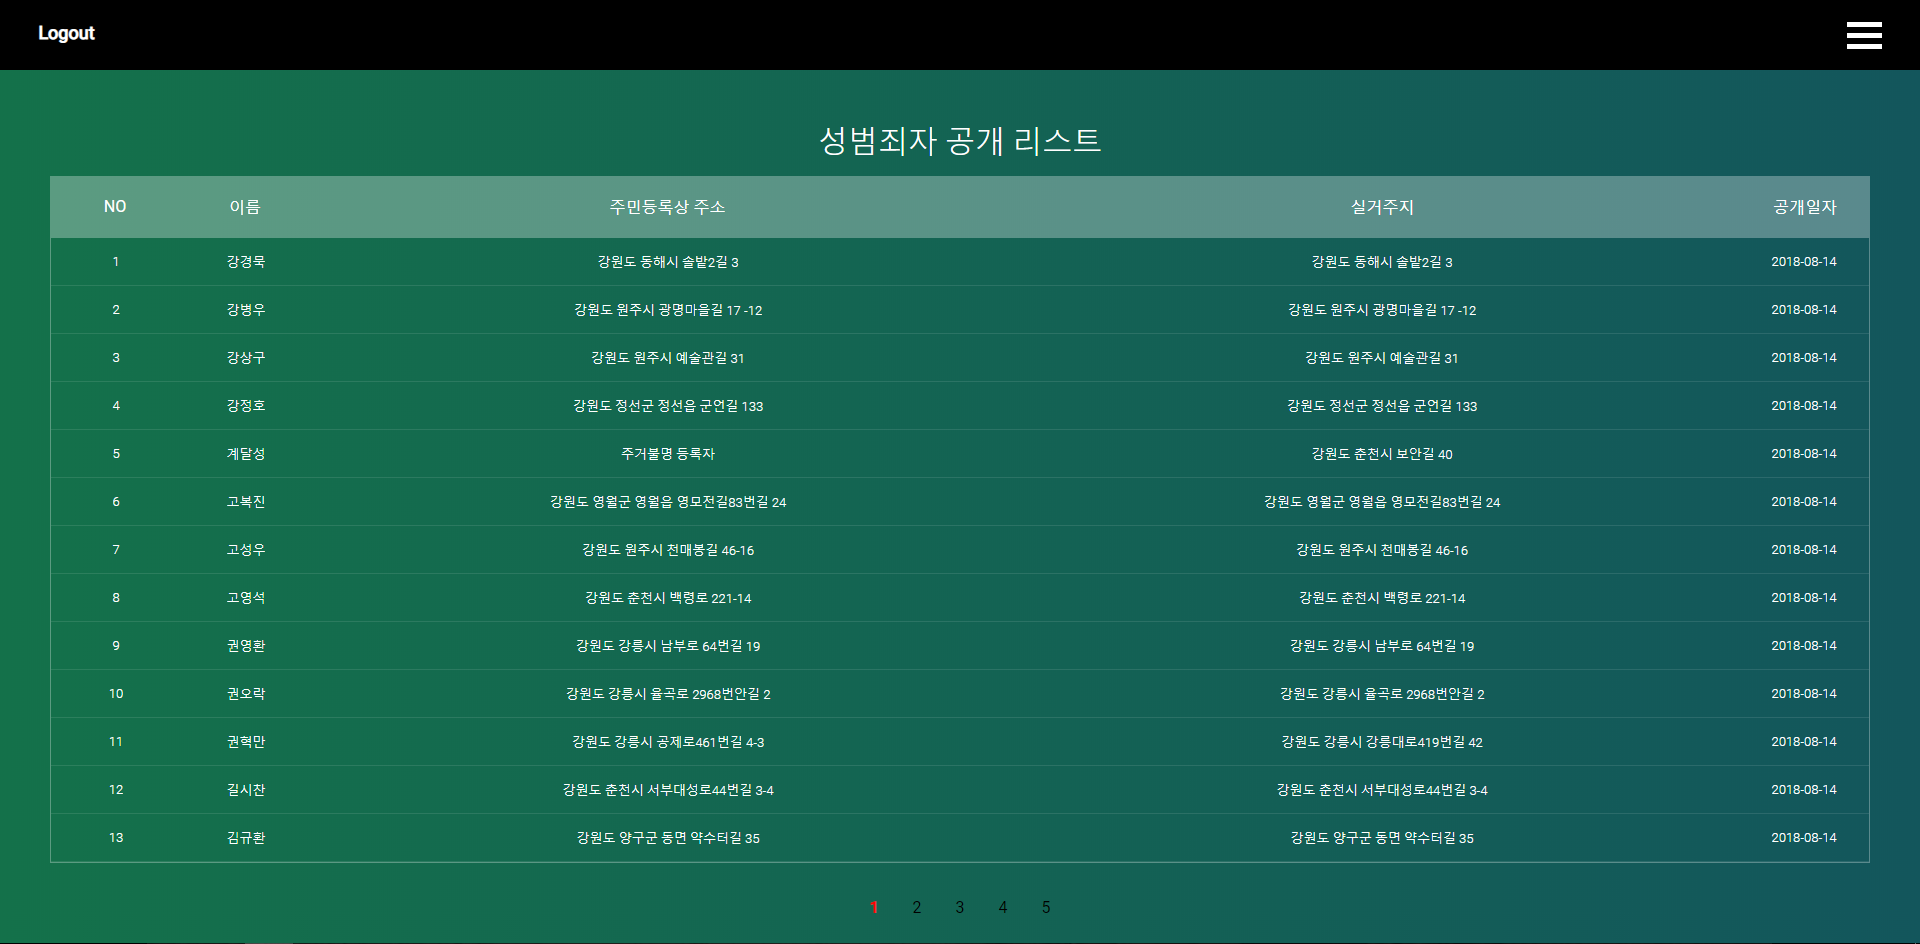 Logout
성범죄자 공개 리스트
NO 이름 주민등록상 주소 실거주지 공개일자
1 강경묵 강원도 동해시 솔밭2길 3 강원도 동해시 솔밭2길 3 2018-08-14
2 강병우 강원도 원주시 광명마을길 17 -12 강원도 원주시 광명마을길 17 -12 2018-08-14
3 강상구 강원도 원주시 예술관길 31 강원도 원주시 예술관길 31 2018-08-14
4 강정호 강원도 정선군 정선읍 군언길 133 강원도 정선군 정선읍 군언길 133 2018-08-14
5 계달성 주거불명 등록자 강원도 춘천시 보안길 40 2018-08-14
6 고복진 강원도 영월군 영월읍 영모전길83번길 24 강원도 영월군 영월읍 영모전길83번길 24 2018-08-14
7 고성우 강원도 원주시 천매봉길 46-16 강원도 원주시 천매봉길 46-16 2018-08-14
8 고영석 강원도 춘천시 백령로 221-14 강원도 춘천시 백령로 221-14 2018-08-14
9 권영환 강원도 강릉시 남부로 64번길 19 강원도 강릉시 남부로 64번길 19 2018-08-14
10 권오락 강원도 강릉시 율곡로 2968번안길 2 강원도 강릉시 율곡로 2968번안길 2 2018-08-14
11 권혁만 강원도 강릉시 공제로461번길 4-3 강원도 강릉시 강릉대로419번길 42 2018-08-14
12 길시찬 강원도 춘천시 서부대성로44번길 3-4 강원도 춘천시 서부대성로44번길 3-4 2018-08-14
13 김규환 강원도 양구군 동면 약수터길 35 강원도 양구군 동면 약수터길 35 2018-08-14
1 2 3 4 5